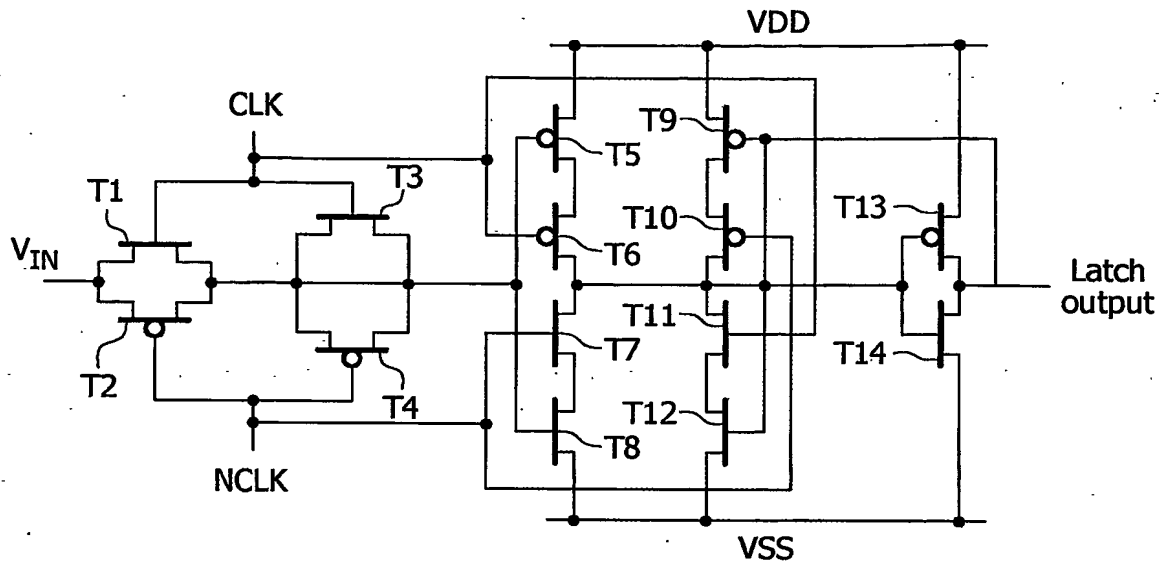 VDD
CLK
T9
T5
T1
T3
T10
T13
V_IN
T6
Latch
output
T11
T7
T2
T4
T12
T14
T8
NCLK
VSS